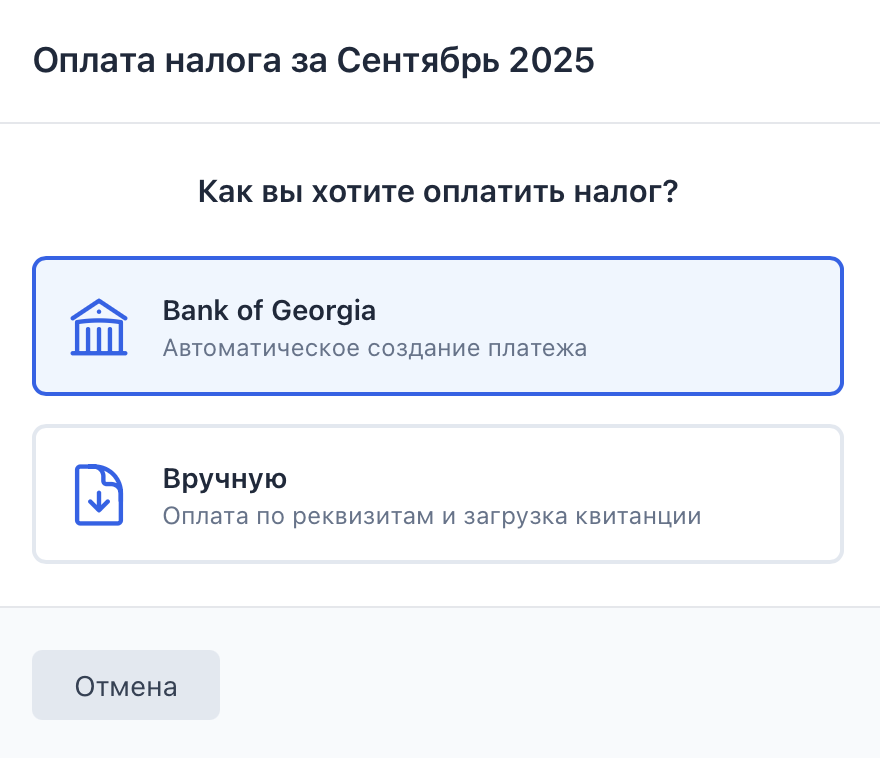 Оплата налога за Сентябрь 2025
Как вы хотите оплатить налог?
Bank of Georgia
Автоматическое создание платежа
Вручную
Оплата по реквизитам и загрузка квитанции
Отмена